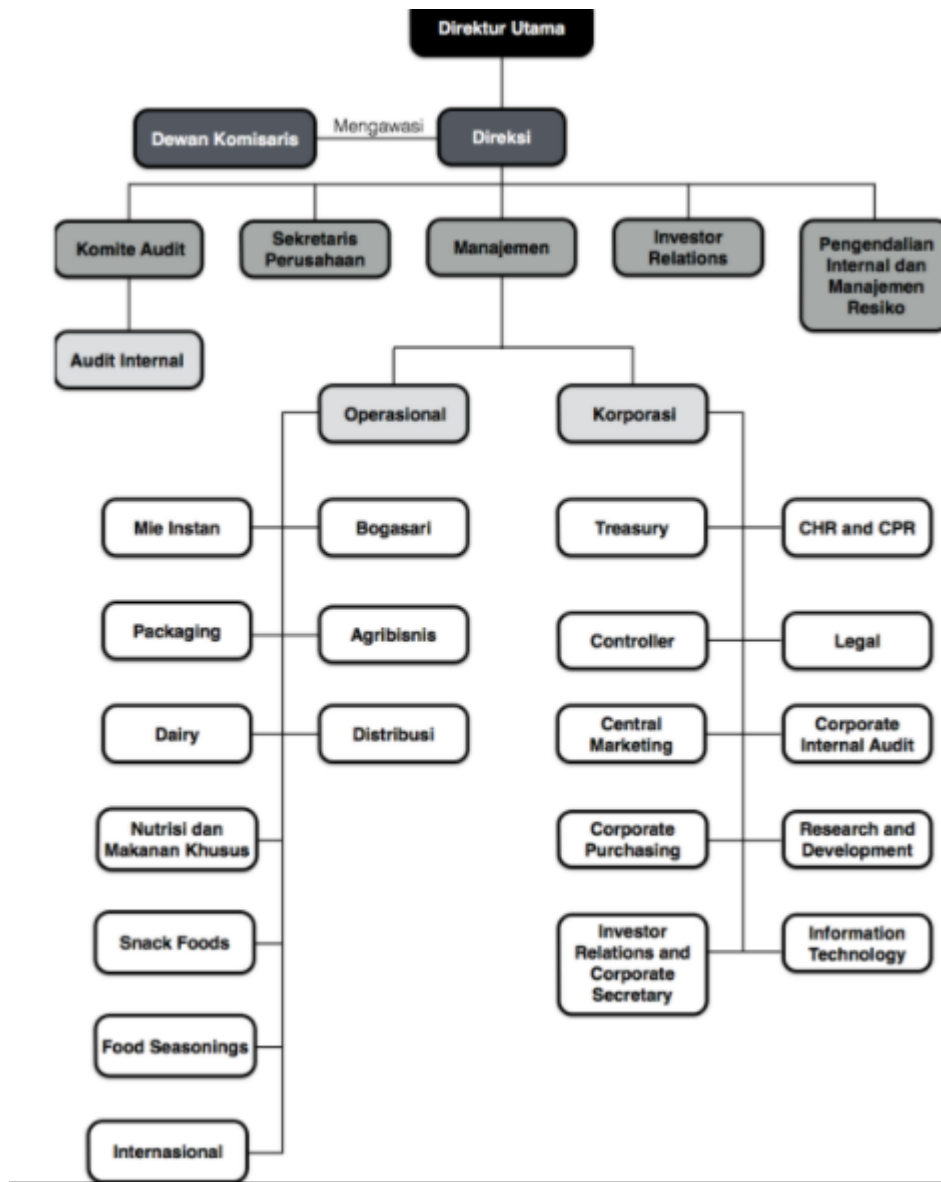 Direktur Utama
Mengawasi
Dewan Komisaris
Direksi
Komite Audit
Sekretaris
Perusahaan
Manajemen
Investor
Relations
Pengendalian
Internal dan
Manajemen
Resiko
Audit Internal
Operasional
Korporasi
Mie Instan
Bogasari
Treasury
CHR and CPR
Packaging
Agribisnis
Controller
Legal
Dairy
Distribusi
Central
Marketing
Corporate
Internal Audit
Nutrisi dan
Makanan Khusus
Corporate
Purchasing
Research and
Development
Snack Foods
Investor
Relations and
Corporate
Secretary
Information
Technology
Food Seasonings
Internasional